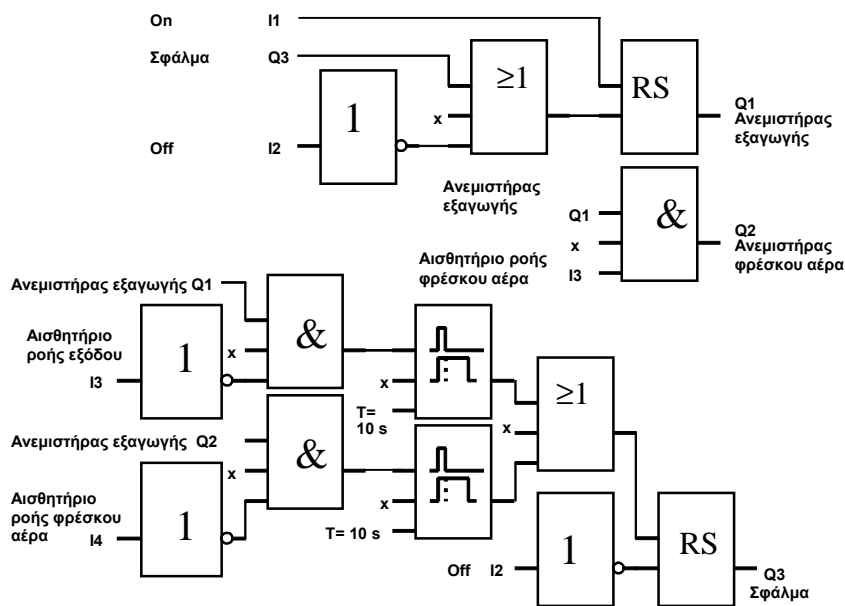 On I1
Σφάλμα Q3
≥1
RS
1
x
Q1
Ανεμιστήρας
εξαγωγής
Off I2
Ανεμιστήρας
εξαγωγής
Q1
&
x
I3
Q2
Ανεμιστήρας
φρέσκου αέρα
Αισθητήριο ροής
φρέσκου αέρα
Ανεμιστήρας εξαγωγής Q1
Αισθητήριο
ροής εξόδου
I3
1
x
&
x
T=
10 s
≥1
x
Ανεμιστήρας εξαγωγής Q2
x
&
Αισθητήριο
ροής φρέσκου
αέρα
I4
1
x
T= 10 s
Off I2
1
RS
Q3
Σφάλμα